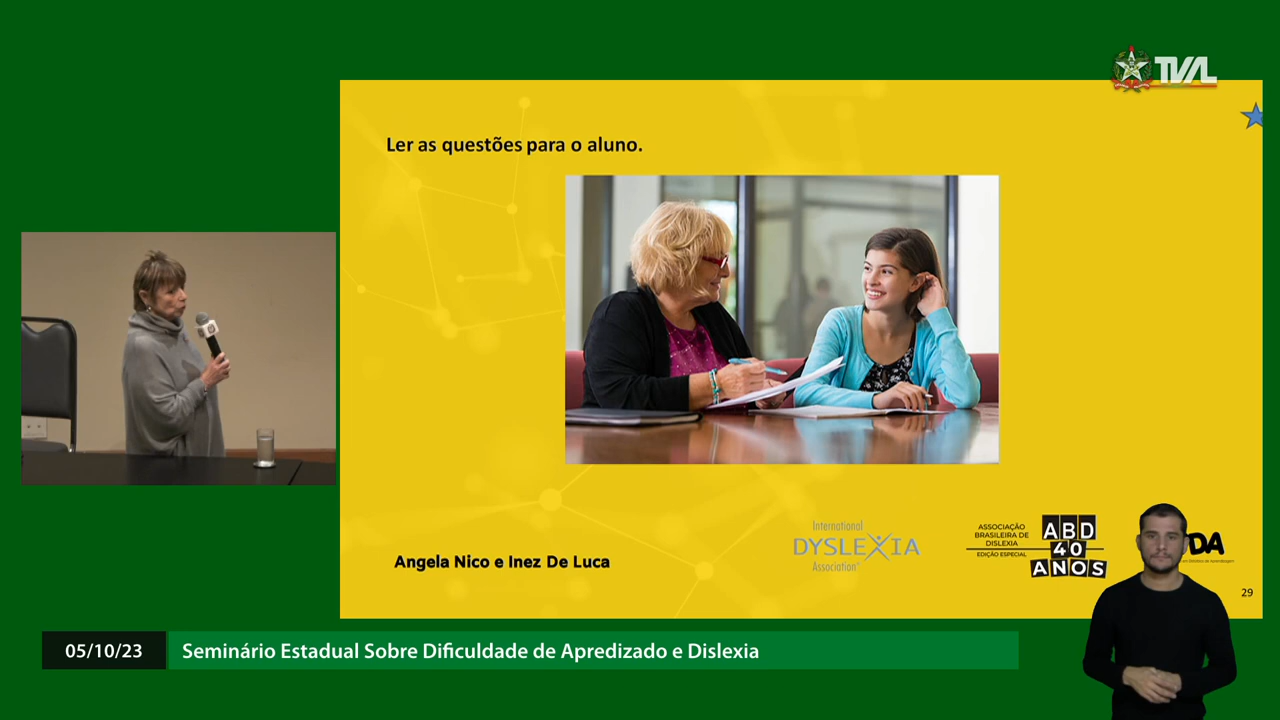 TVAL
Ler as questões para o aluno.
Angela Nico e Inez De Luca
International
DYSLEXIA
Association
ASSOCIAÇÃO
BRASILEIRA DE
DISLEXIA
EDIÇÃO ESPECIAL
ABD
40
ANOS
DA
29
05/10/23
Seminário Estadual Sobre Dificuldade de Apredizado e Dislexia